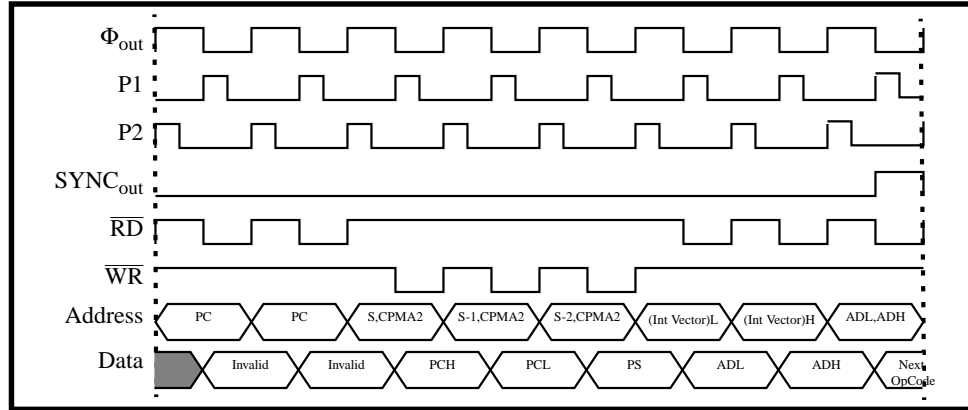 Φout
P1
P2
SYNCout
RD
WR
Address PC PC S,CPMA2 S-1,CPMA2 S-2,CPMA2 (Int Vector)L (Int Vector)H ADL,ADH
Data Invalid Invalid PCH PCL PS ADL ADH Next
OpCode